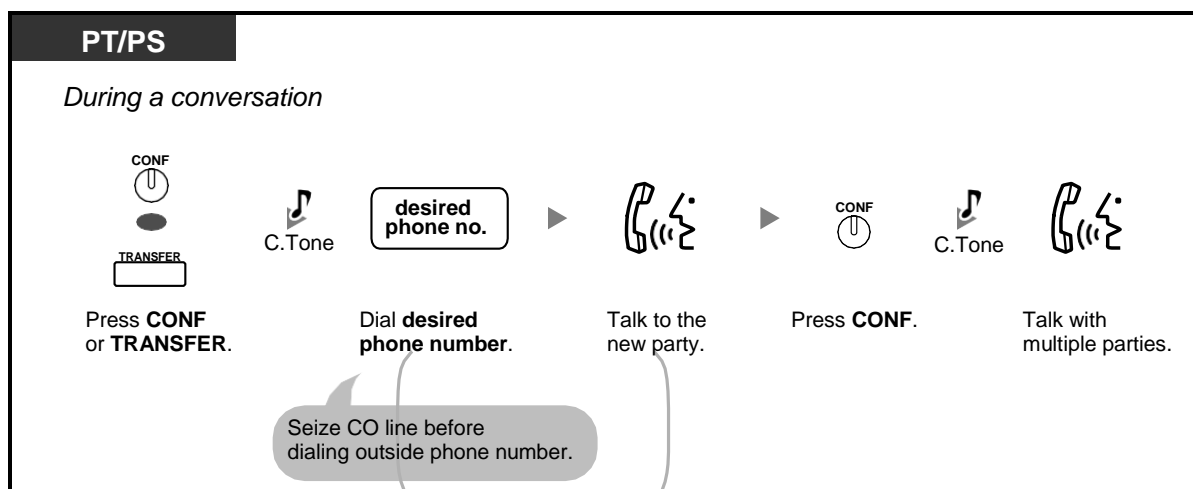 PT/PS
During a conversation
CONF
TRANSFER
C.Tone
desired
phone no.
CONF
C.Tone
Press CONF
or TRANSFER.
Dial desired
phone number.
Talk to the
new party.
Press CONF.
Talk with
multiple parties.
Seize CO line before
dialing outside phone number.